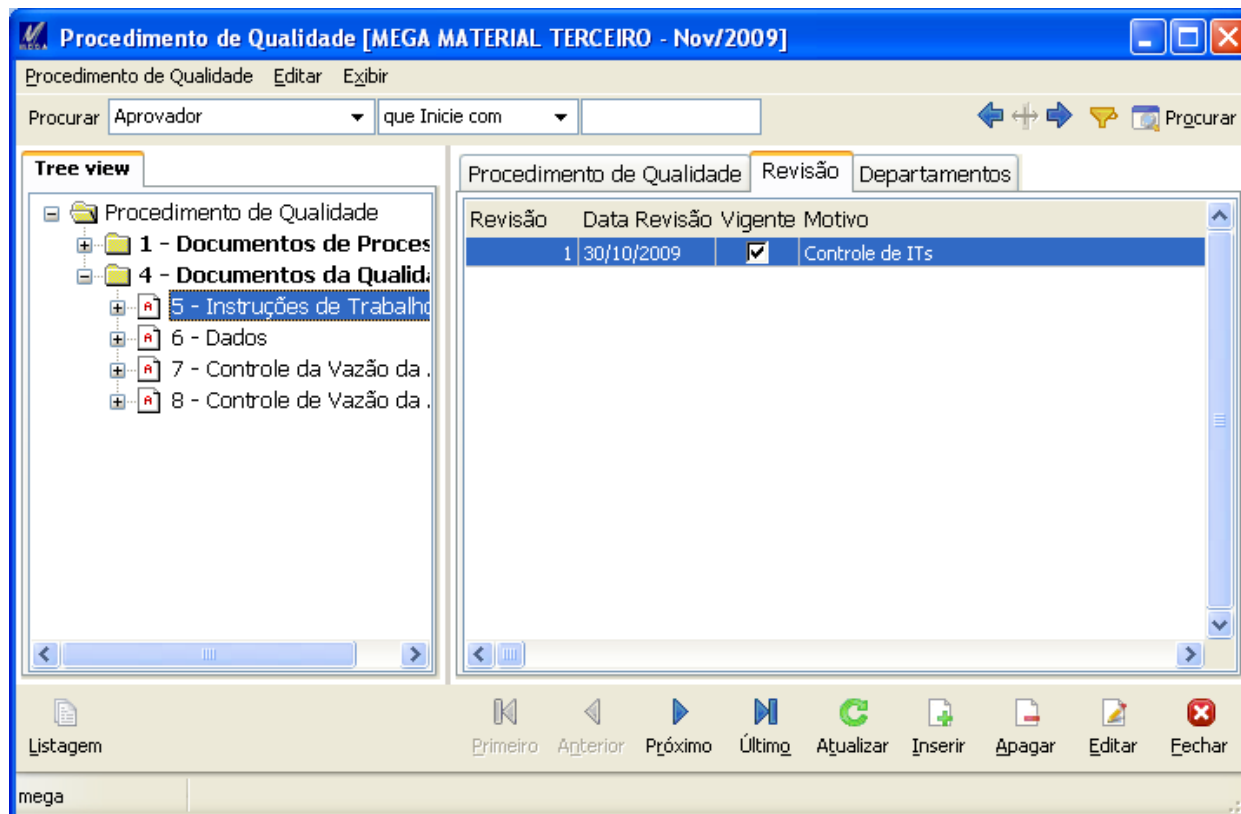 Procedimento de Qualidade [MEGA MATERIAL TERCEIRO - Nov/2009]
Procedimento de Qualidade Editar Exibir
Procurar Aprovador que Inicie com Procurar
Tree view
Procedimento de Qualidade
1 - Documentos de Proces
4 - Documentos da Qualida
5 - Instruções de Trabalho
6 - Dados
7 - Controle da Vazão da .
8 - Controle de Vazão da .
Procedimento de Qualidade Revisão Departamentos
Revisão Data Revisão Vigente Motivo
1 30/10/2009 Controle de ITs
Listagem Primeiro Anterior Próximo Último Atualizar Inserir Apagar Editar Fechar
mega